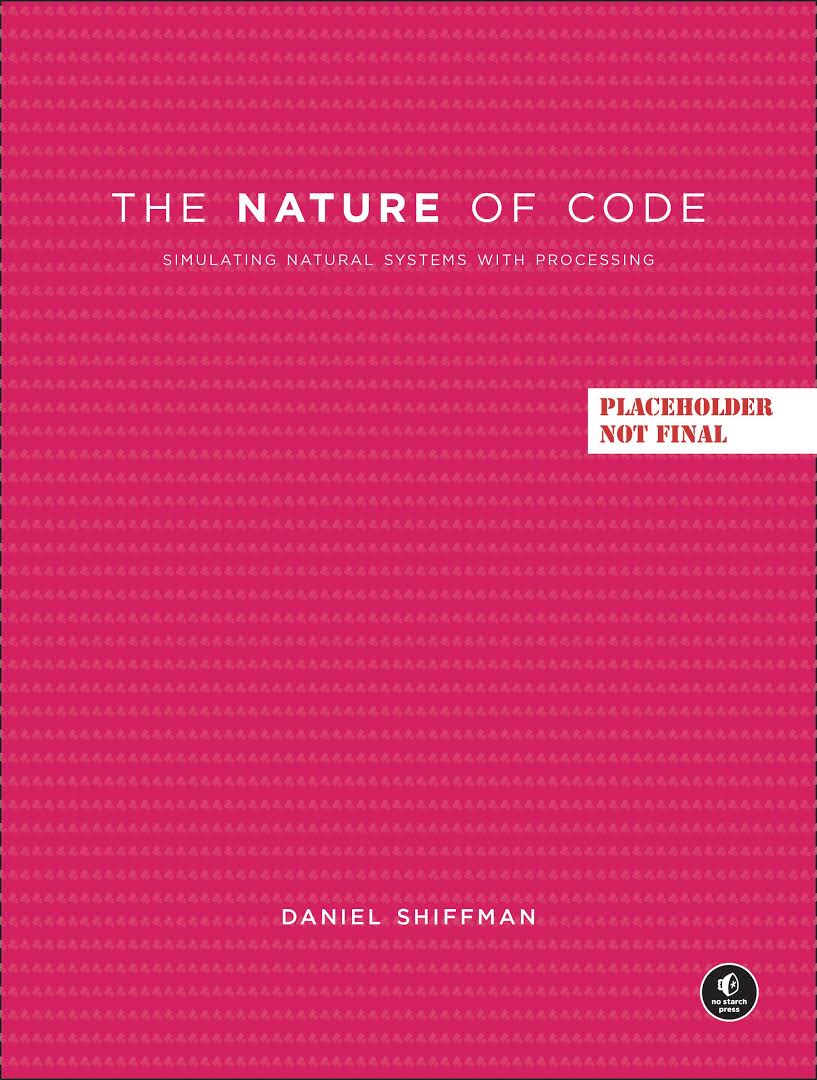 THE NATURE OF CODE
SIMULATING NATURAL SYSTEMS WITH PROCESSING
PLACEHOLDER
NOT FINAL
DANIEL SHIFFMAN
no starch
press